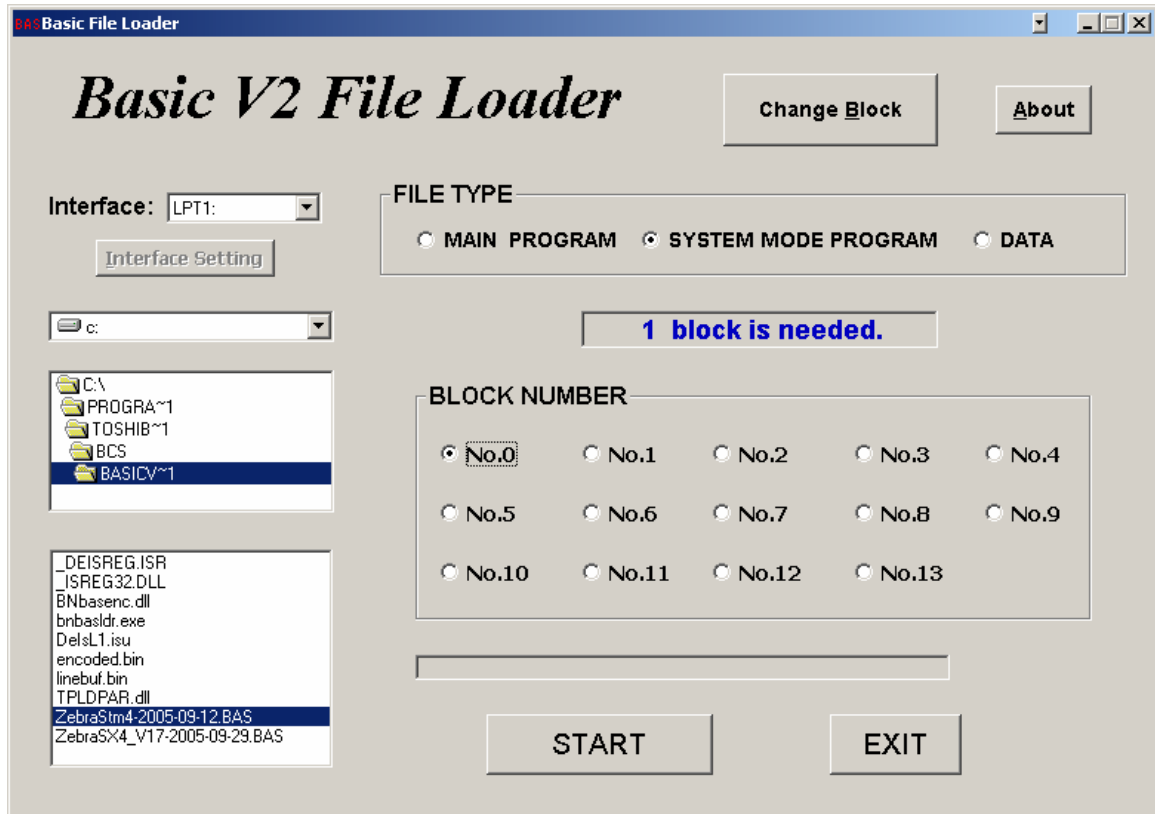 BAS Basic File Loader
Basic V2 File Loader
Change Block
About
Interface: LPT1:
Interface Setting
FILE TYPE
MAIN PROGRAM SYSTEM MODE PROGRAM DATA
c:
1 block is needed.
C:\
PROGRA~1
TOSHIB~1
BCS
BASICV~1
BLOCK NUMBER
No.0 No.1 No.2 No.3 No.4
No.5 No.6 No.7 No.8 No.9
No.10 No.11 No.12 No.13
_DEISREG.ISR
_ISREG32.DLL
BNbasenc.dll
bnbasldr.exe
DelsL1.isu
encoded.bin
linebuf.bin
TPLDPAR.dll
ZebraStm4-2005-09-12.BAS
ZebraSX4_V17-2005-09-29.BAS
START
EXIT